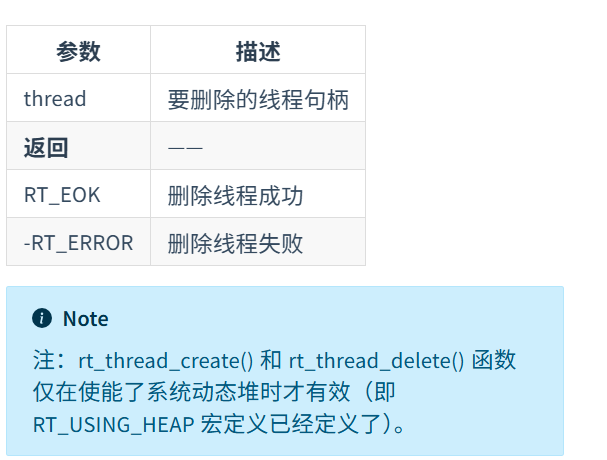 参数 描述
thread 要删除的线程句柄
返回 ——
RT_EOK 删除线程成功
-RT_ERROR 删除线程失败
Note
注：rt_thread_create() 和 rt_thread_delete() 函数
仅在使能了系统动态堆时才有效（即
RT_USING_HEAP 宏定义已经定义了）。